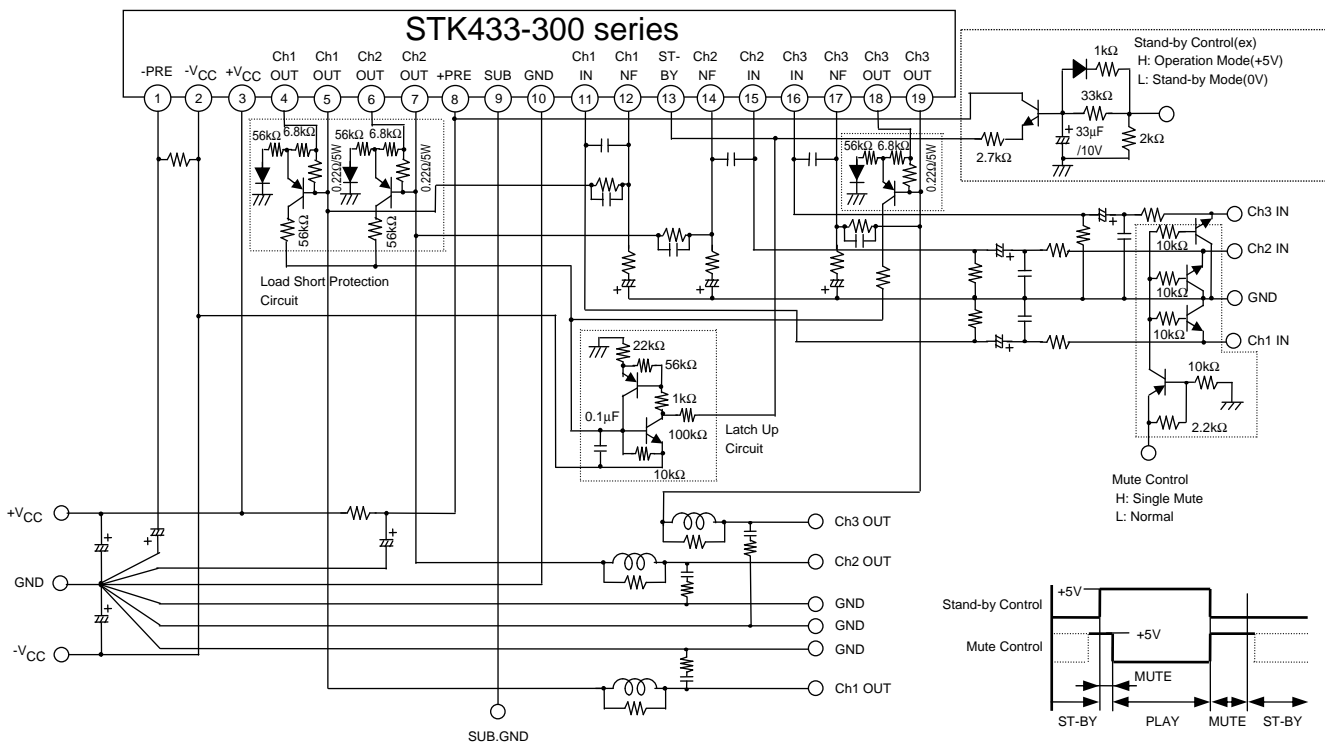 STK433-300 series
-PRE -VCC +VCC Ch1 OUT Ch1 OUT Ch2 OUT Ch2 OUT +PRE SUB GND Ch1 IN Ch1 NF ST-BY Ch2 NF Ch2 IN Ch3 IN Ch3 NF Ch3 OUT Ch3 OUT
1 2 3 4 5 6 7 8 9 10 11 12 13 14 15 16 17 18 19
Stand-by Control(ex)
H: Operation Mode(+5V)
L: Stand-by Mode(0V)
1kΩ
33kΩ
33µF
/10V
2kΩ
2.7kΩ
56kΩ 6.8kΩ
0.22Ω/5W
56kΩ
56kΩ 6.8kΩ
0.22Ω/5W
56kΩ
Load Short Protection
Circuit
56kΩ 6.8kΩ
0.22Ω/5W
Ch3 IN
10kΩ
Ch2 IN
10kΩ
GND
10kΩ
Ch1 IN
10kΩ
2.2kΩ
Mute Control
H: Single Mute
L: Normal
22kΩ
56kΩ
1kΩ
0.1µF
100kΩ
10kΩ
Latch Up
Circuit
+VCC
GND
-VCC
Ch3 OUT
Ch2 OUT
GND
GND
GND
Ch1 OUT
SUB.GND
Stand-by Control
+5V
Mute Control
+5V
MUTE
ST-BY PLAY MUTE ST-BY